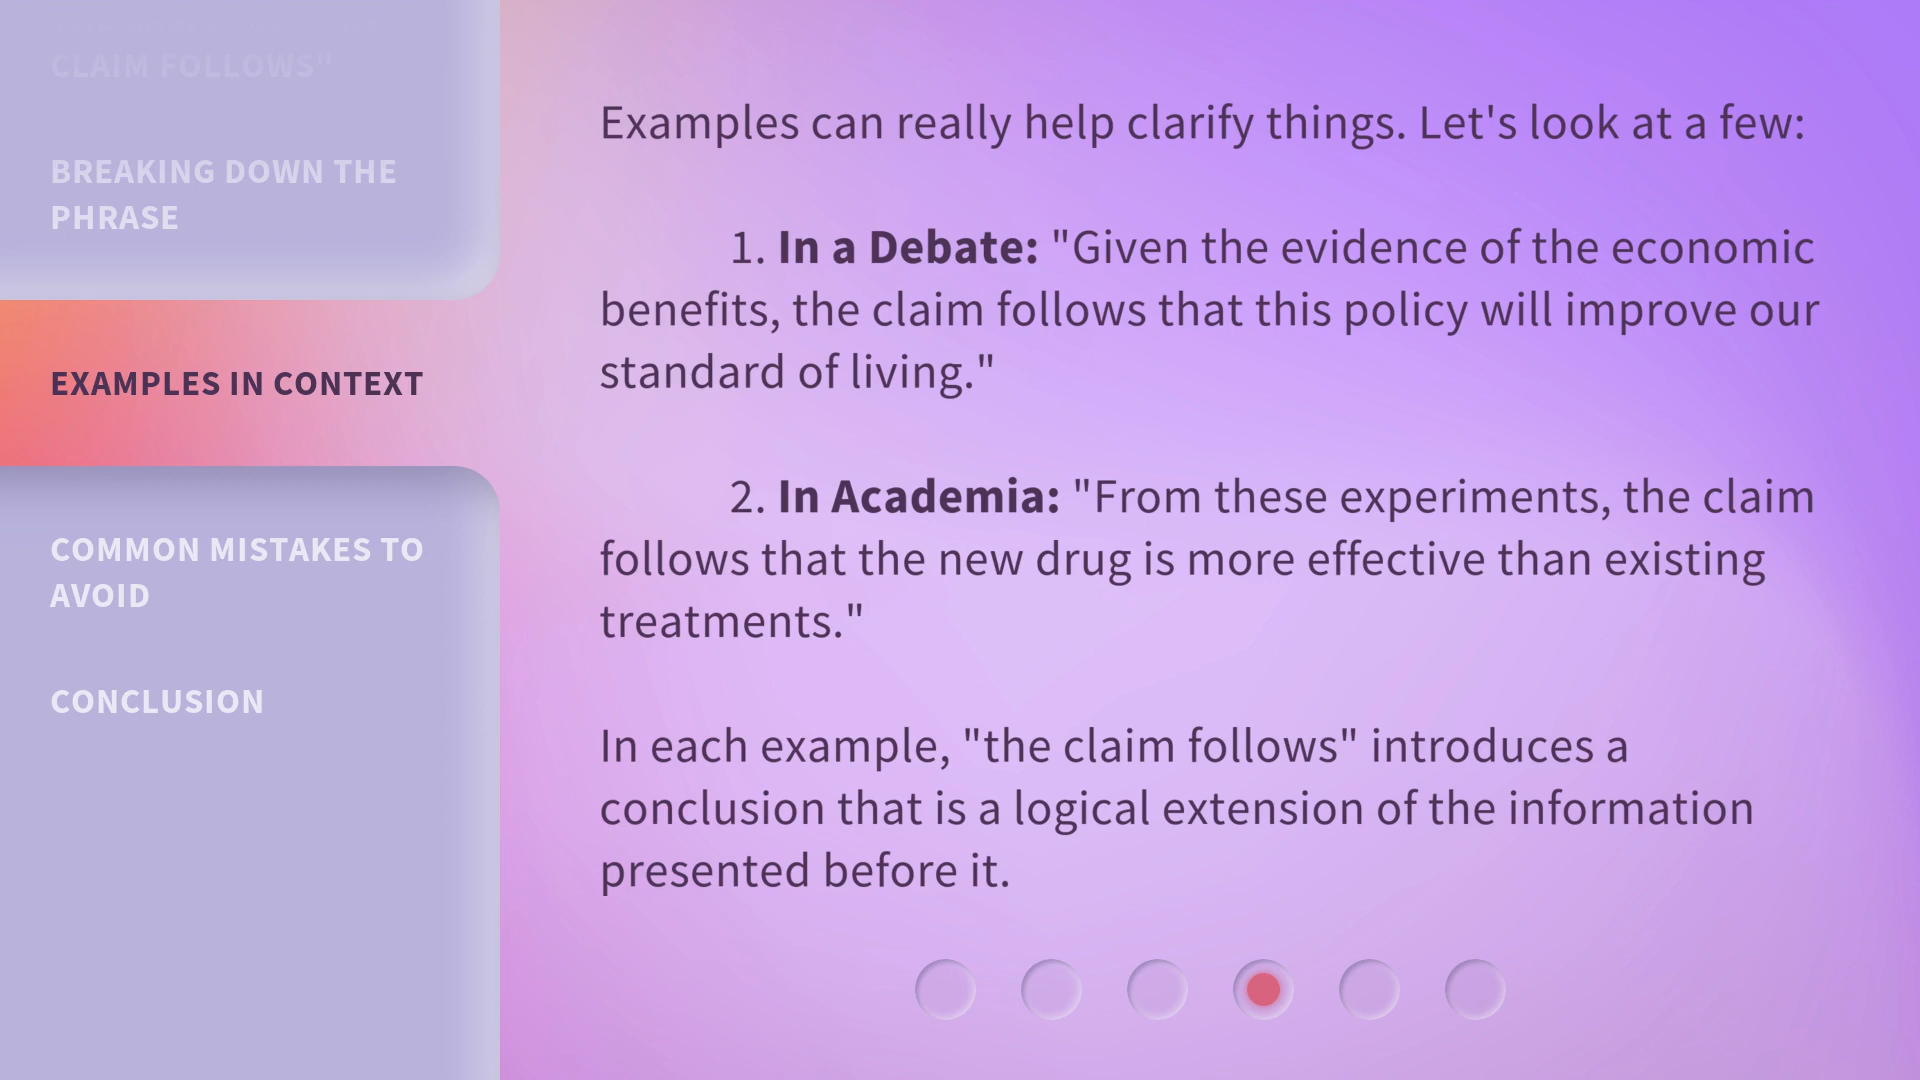 CLAIM FOLLOWS"
BREAKING DOWN THE
PHRASE
EXAMPLES IN CONTEXT
COMMON MISTAKES TO
AVOID
CONCLUSION
Examples can really help clarify things. Let's look at a few:
1. In a Debate: "Given the evidence of the economic
benefits, the claim follows that this policy will improve our
standard of living."
2. In Academia: "From these experiments, the claim
follows that the new drug is more effective than existing
treatments."
In each example, "the claim follows" introduces a
conclusion that is a logical extension of the information
presented before it.